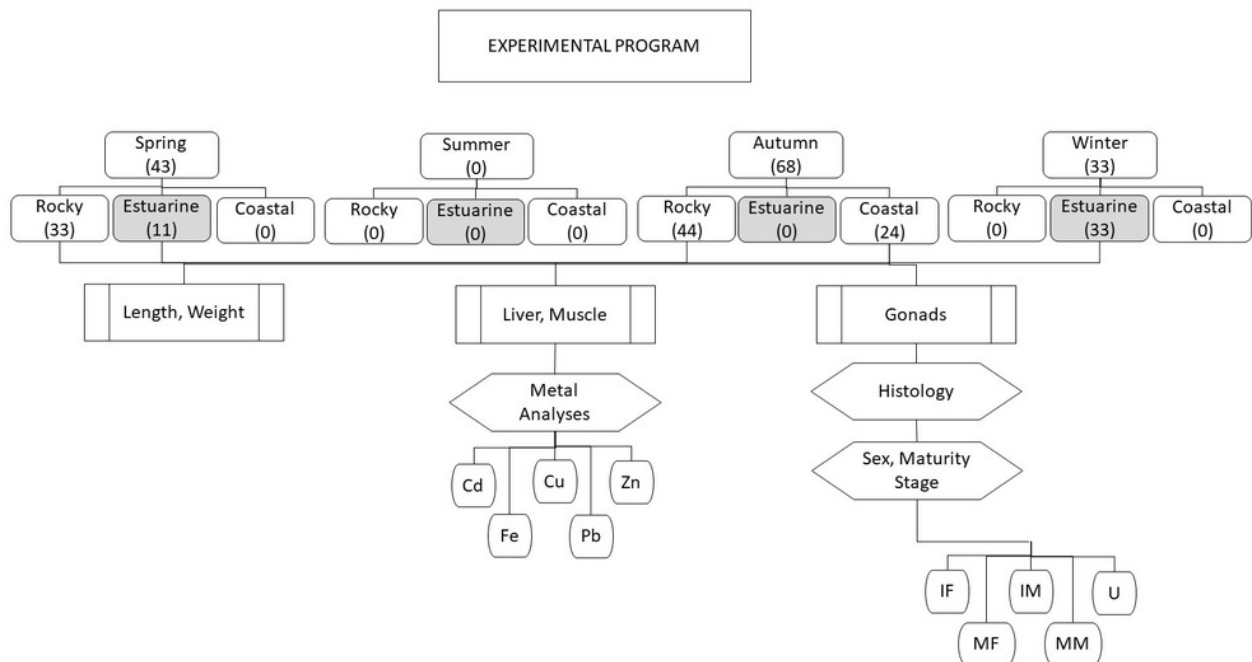 EXPERIMENTAL PROGRAM
Spring
(43)
Summer
(0)
Autumn
(68)
Winter
(33)
Rocky
(33)
Estuarine
(11)
Coastal
(0)
Rocky
(0)
Estuarine
(0)
Coastal
(0)
Rocky
(44)
Estuarine
(0)
Coastal
(24)
Rocky
(0)
Estuarine
(33)
Coastal
(0)
Length, Weight
Liver, Muscle
Gonads
Metal
Analyses
Histology
Cd
Cu
Zn
Fe
Pb
Sex, Maturity
Stage
IF
IM
U
MF
MM